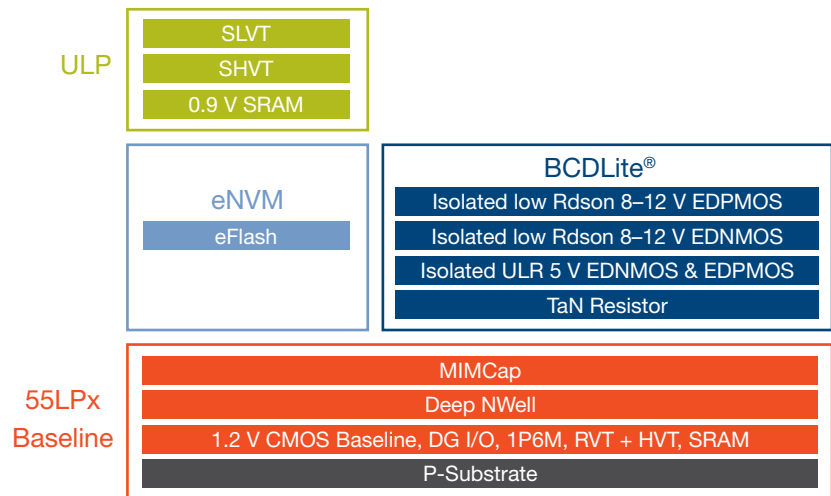 ULP
SLVT
SHVT
0.9 V SRAM
eNVM
eFlash
BCDLite®
Isolated low Rdson 8–12 V EDPMOS
Isolated low Rdson 8–12 V EDNMOS
Isolated ULR 5 V EDNMOS & EDPMOS
TaN Resistor
55LPx
Baseline
MIMCap
Deep NWell
1.2 V CMOS Baseline, DG I/O, 1P6M, RVT + HVT, SRAM
P-Substrate